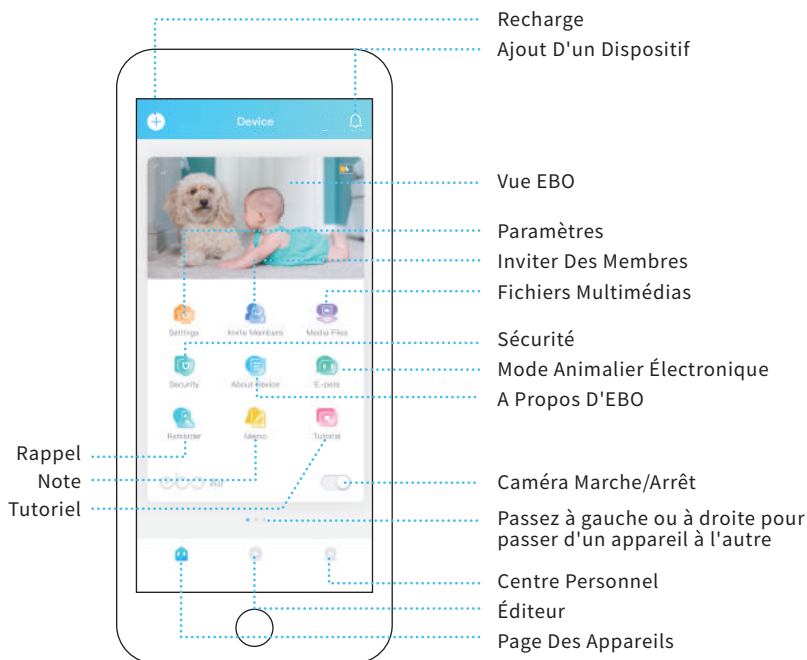 Recharge
Ajout D'un Dispositif
Device
Vue EBO
Paramètres
Inviter Des Membres
Fichiers Multimédias
Settings
Invite Members
Media Files
Sécurité
Mode Animalier Électronique
A Propos D'EBO
Security
About Device
E-pets
Reminder
Memo
Tutorial
Rappel
Note
Tutoriel
ebo Air
Caméra Marche/Arrêt
Passez à gauche ou à droite pour
passer d'un appareil à l'autre
Centre Personnel
Éditeur
Page Des Appareils